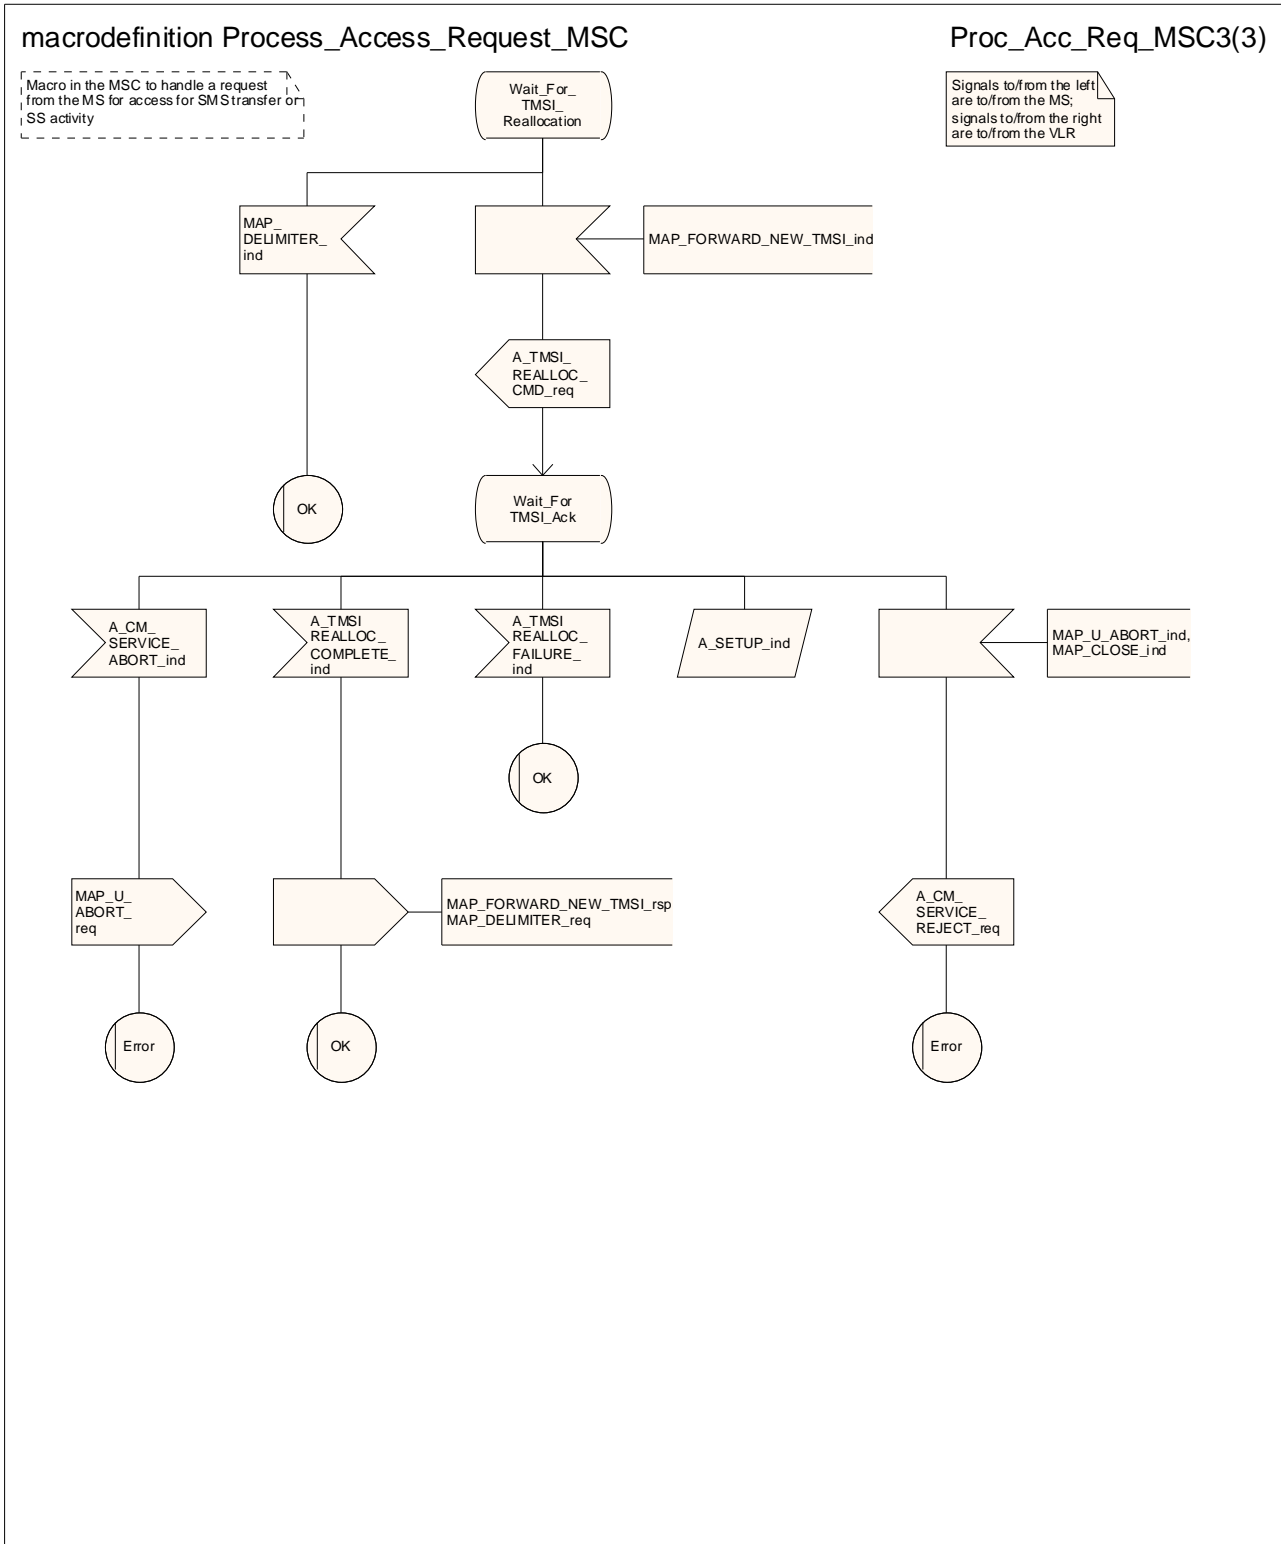 macrodefinition Process_Access_Request_MSC
Proc_Acc_Req_MSC3(3)
Macro in the MSC to handle a request
from the MS for access for SMS transfer or
SS activity
Wait_For_
TMSI_
Reallocation
Signals to/from the left
are to/from the MS;
signals to/from the right
are to/from the VLR
MAP_
DELIMITER_
ind
MAP_FORWARD_NEW_TMSI_ind
A_TMSI_
REALLOC_
CMD_req
OK
Wait_For
TMSI_Ack
A_CM_
SERVICE_
ABORT_ind
A_TMSI
REALLOC_
COMPLETE_
ind
A_TMSI
REALLOC_
FAILURE_
ind
A_SETUP_ind
MAP_U_ABORT_ind,
MAP_CLOSE_ind
OK
MAP_U_
ABORT_
req
MAP_FORWARD_NEW_TMSI_rsp
MAP_DELIMITER_req
A_CM_
SERVICE_
REJECT_req
Error
OK
Error